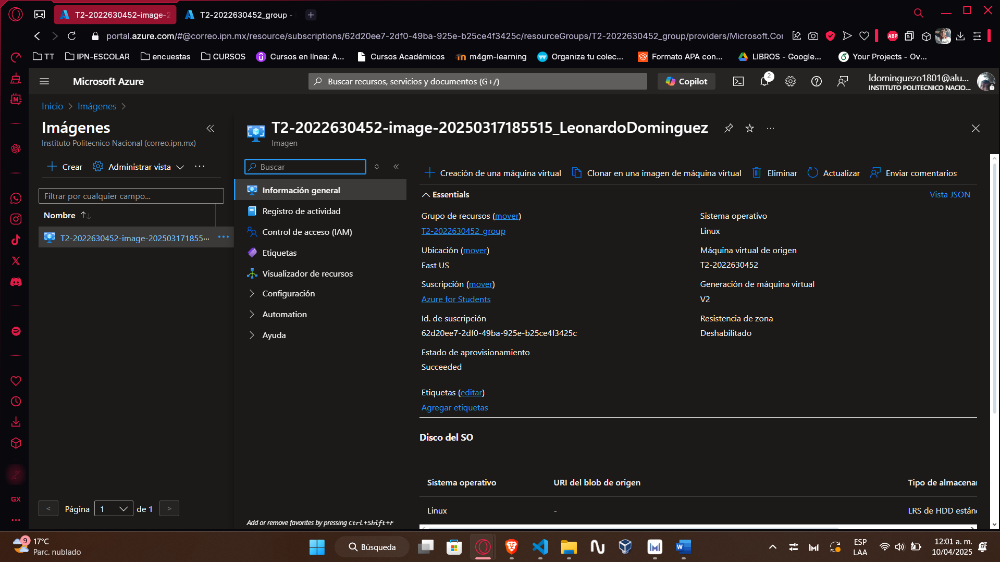 T2-2022630452-image-2
T2-2022630452_group -
portal.azure.com/#@correo.ipn.mx/resource/subscriptions/62d20ee7-2df0-49ba-925e-b25ce4f3425c/resourceGroups/T2-2022630452_group/providers/Microsoft.Cor
ABP
TT
IPN-ESCOLAR
encuestas
CURSOS
Cursos en línea: A...
Cursos Académicos
m4gm-learning
Organiza tu colec...
Formato APA con...
LIBROS - Google...
Your Projects - Ov...
Microsoft Azure
Buscar recursos, servicios y documentos (G+/)
Copilot
2
ldominguezo1801@alu...
INSTITUTO POLITECNICO NACIO...
Inicio > Imágenes >
Imágenes
Instituto Politecnico Nacional (correo.ipn.mx)
Crear
Administrar vista
Filtrar por cualquier campo...
Nombre
T2-2022630452-image-202503171855...
< Página 1 de 1 >
T2-2022630452-image-20250317185515_LeonardoDominguez
Imagen
Buscar
Información general
Registro de actividad
Control de acceso (IAM)
Etiquetas
Visualizador de recursos
Configuración
Automation
Ayuda
Add or remove favorites by pressing Ctrl+Shift+F
Creación de una máquina virtual
Clonar en una imagen de máquina virtual
Eliminar
Actualizar
Enviar comentarios
Essentials
Vista JSON
Grupo de recursos (mover)
T2-2022630452_group
Ubicación (mover)
East US
Suscripción (mover)
Azure for Students
Id. de suscripción
62d20ee7-2df0-49ba-925e-b25ce4f3425c
Estado de aprovisionamiento
Succeeded
Sistema operativo
Linux
Máquina virtual de origen
T2-2022630452
Generación de máquina virtual
V2
Resistencia de zona
Deshabilitado
Etiquetas (editar)
Agregar etiquetas
Disco del SO
Sistema operativo
URI del blob de origen
Tipo de almacenar
Linux
-
LRS de HDD estánd
GX
9
17°C
Parc. nublado
Búsqueda
ESP
LAA
12:01 a. m.
10/04/2025